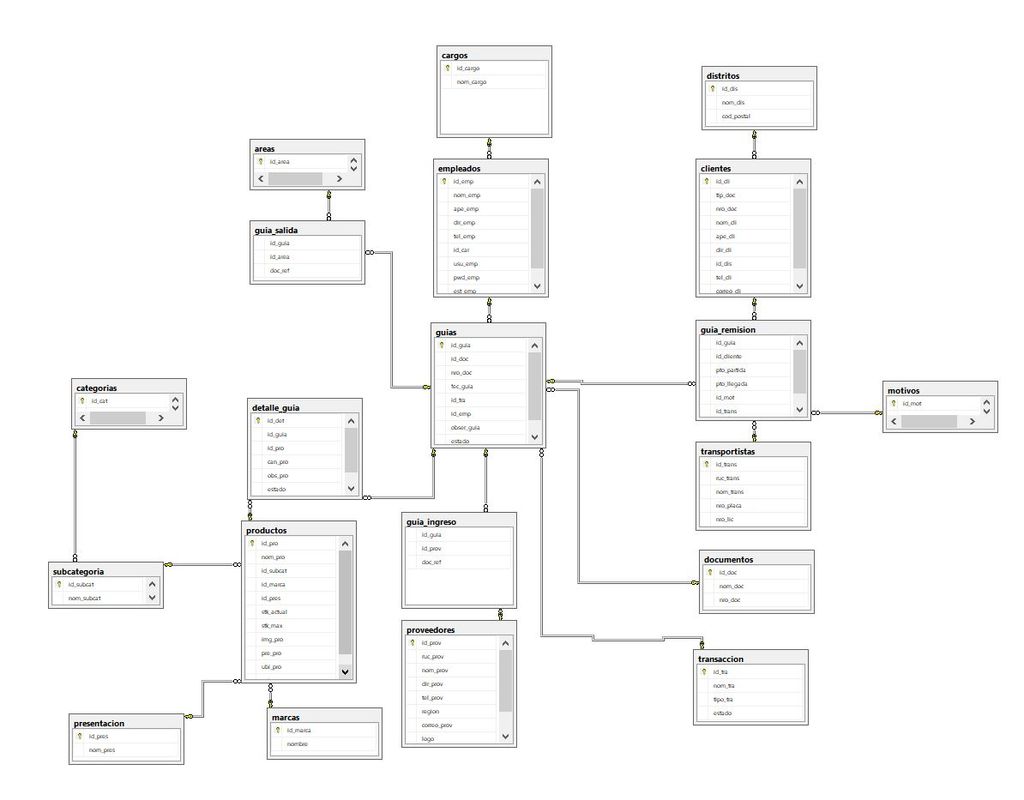 cargos
id_cargo
nom_cargo
distritos
id_dis
nom_dis
cod_postal
areas
id_area
empleados
id_emp
nom_emp
ape_emp
dir_emp
tel_emp
id_car
usu_emp
pwd_emp
est_emp
clientes
id_cli
tip_doc
nro_doc
nom_cli
ape_cli
dir_cli
id_dis
tel_cli
correo_cli
guia_salida
id_guia
id_area
doc_ref
guias
id_guia
id_doc
nro_doc
fec_guia
id_tra
id_emp
obser_guia
estado
guia_remision
id_guia
id_cliente
pto_partida
pto_llegada
id_mot
id_trans
categorias
id_cat
motivos
id_mot
detalle_guia
id_det
id_guia
id_pro
can_pro
obs_pro
estado
transportistas
id_trans
ruc_trans
nom_trans
nro_placa
nro_lic
guia_ingreso
id_guia
id_prov
doc_ref
productos
id_pro
nom_pro
id_subcat
id_marca
id_pres
stk_actual
stk_max
img_pro
pre_pro
ubi_pro
documentos
id_doc
nom_doc
nro_doc
subcategoria
id_subcat
nom_subcat
proveedores
id_prov
ruc_prov
nom_prov
dir_prov
tel_prov
region
correo_prov
logo
transaccion
id_tra
nom_tra
tipo_tra
estado
presentacion
id_pres
nom_pres
marcas
id_marca
nombre